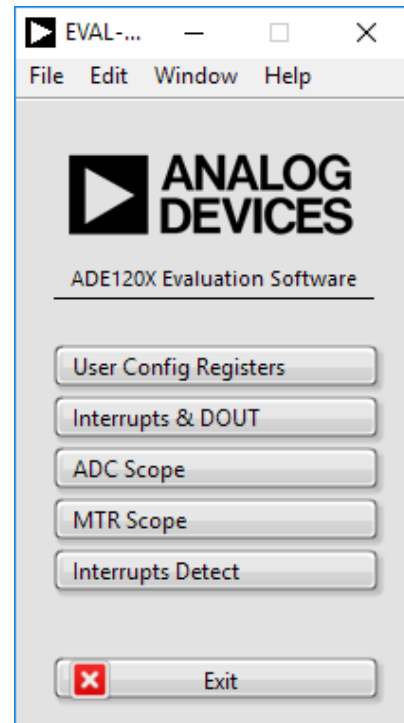 EVAL-...
File Edit Window Help
ANALOG
DEVICES
ADE120X Evaluation Software
User Config Registers
Interrupts & DOUT
ADC Scope
MTR Scope
Interrupts Detect
Exit